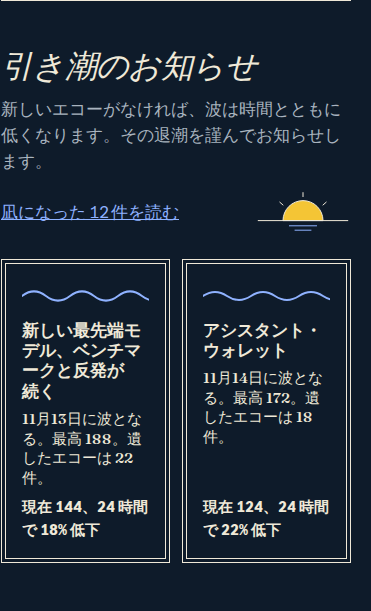 引き潮のお知らせ
新しいエコーがなければ、波は時間とともに
低くなります。その退潮を謹んでお知らせし
ます。
凪になった 12 件を読む
新しい最先端モ
デル、ベンチマ
ークと反発が
続く
11月13日に波とな
る。最高 188。遺
したエコーは 22
件。
現在 144、24 時間
で 18% 低下
アシスタント・
ウォレット
11月14日に波とな
る。最高 172。遺
したエコーは 18
件。
現在 124、24 時間
で 22% 低下